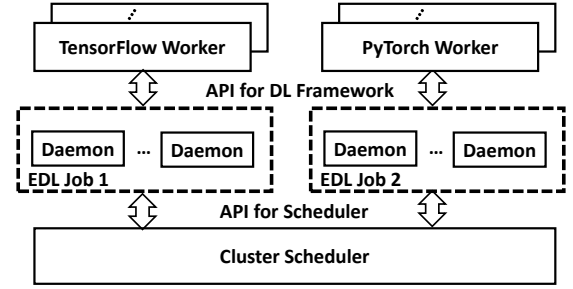 TensorFlow Worker
PyTorch Worker
API for DL Framework
Daemon ... Daemon
EDL Job 1
Daemon ... Daemon
EDL Job 2
API for Scheduler
Cluster Scheduler